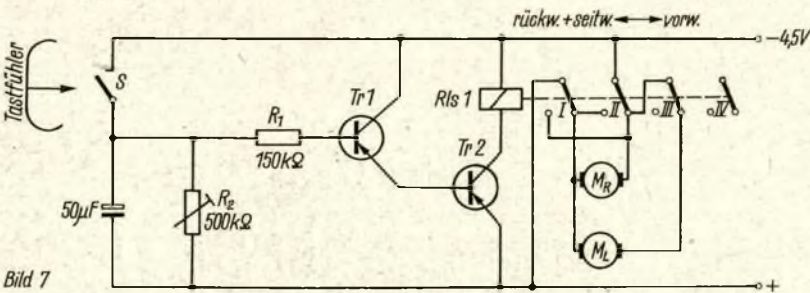 rückw.+seitw. vorw.
−4,5V
Tastfühler
S
R₁
150kΩ
Tr1
Rls 1
I
II
III
IV
Tr 2
50µF
R₂
500kΩ
M_R
M_L
Bild 7
+